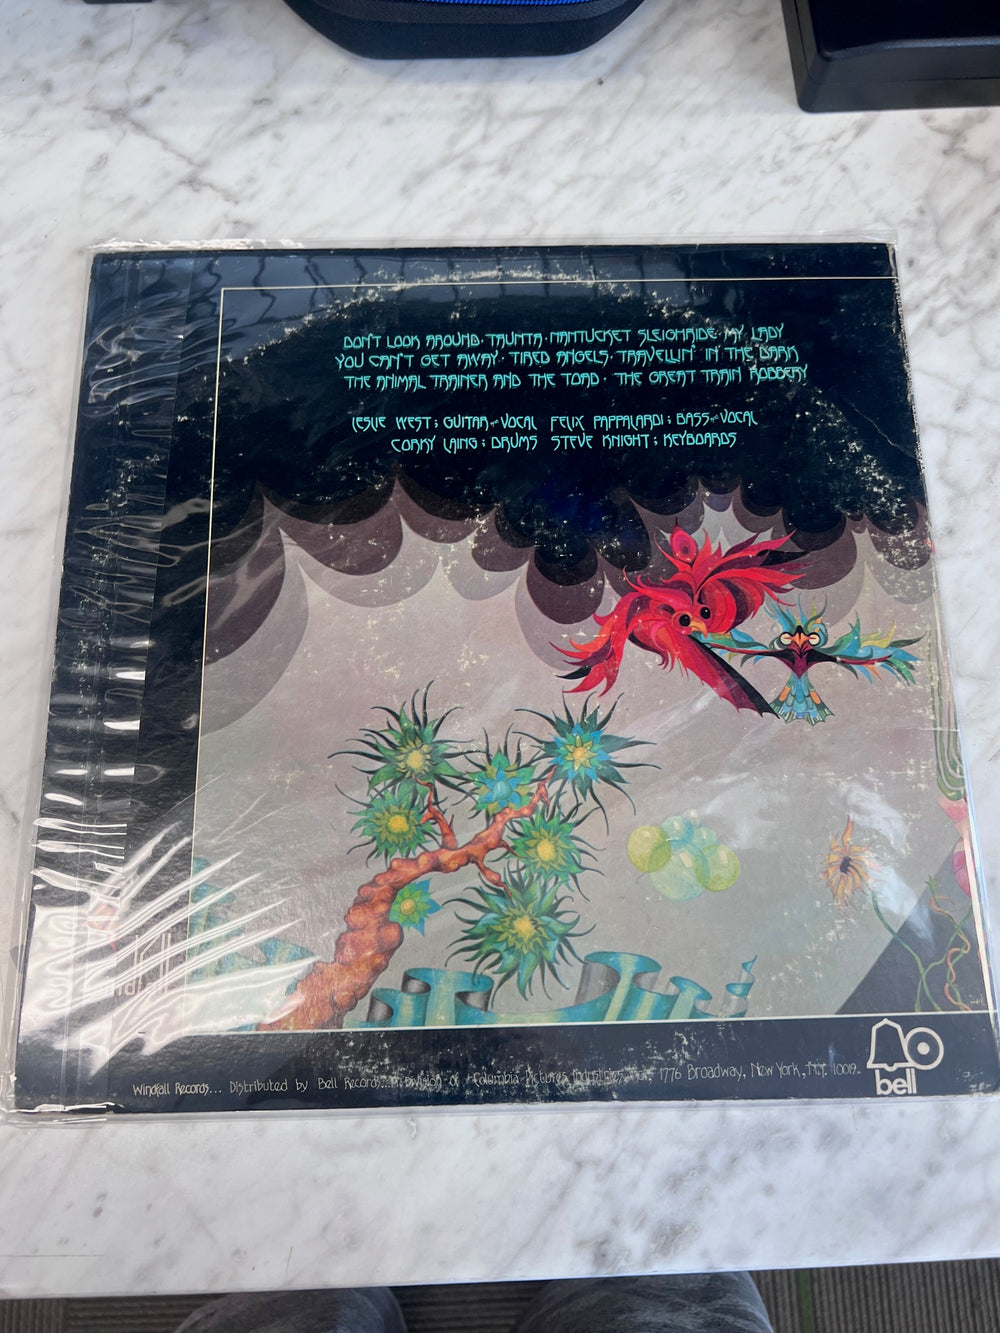 DON'T LOOK AROUND · TAUNTA · NANTUCKET SLEIGHRIDE · MY LADY
YOU CAN'T GET AWAY · TIRED ANGELS · TRAVELLIN' IN THE DARK
THE ANIMAL TRAINER AND THE TOAD · THE GREAT TRAIN ROBBERY
LESLIE WEST; GUITAR and VOCAL FELIX PAPPALARDI; BASS and VOCAL
CORKY LAING; DRUMS STEVE KNIGHT; KEYBOARDS
Windfall Records... Distributed by Bell Records... A Division of Columbia Pictures Industries, Inc., 1776 Broadway, New York, N.Y. 10019.
bell